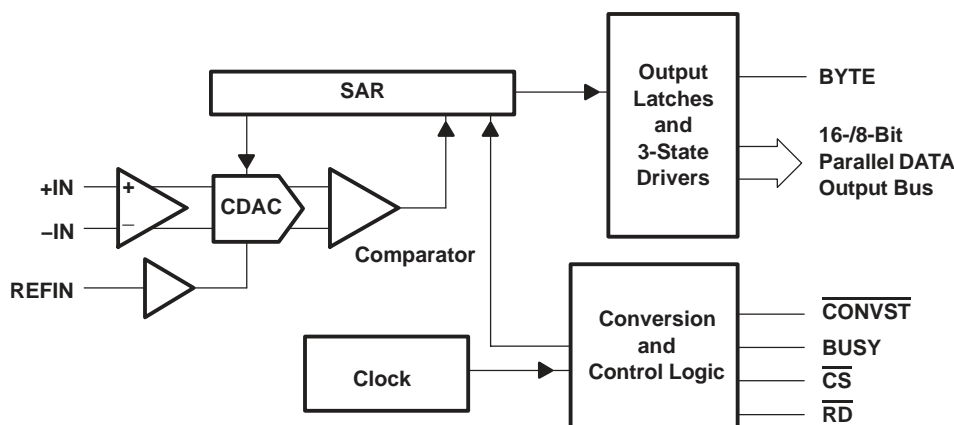 SAR
Output
Latches
and
3-State
Drivers
BYTE
16-/8-Bit
Parallel DATA
Output Bus
+IN
–IN
+
–
CDAC
Comparator
REFIN
Clock
Conversion
and
Control Logic
CONVST
BUSY
CS
RD